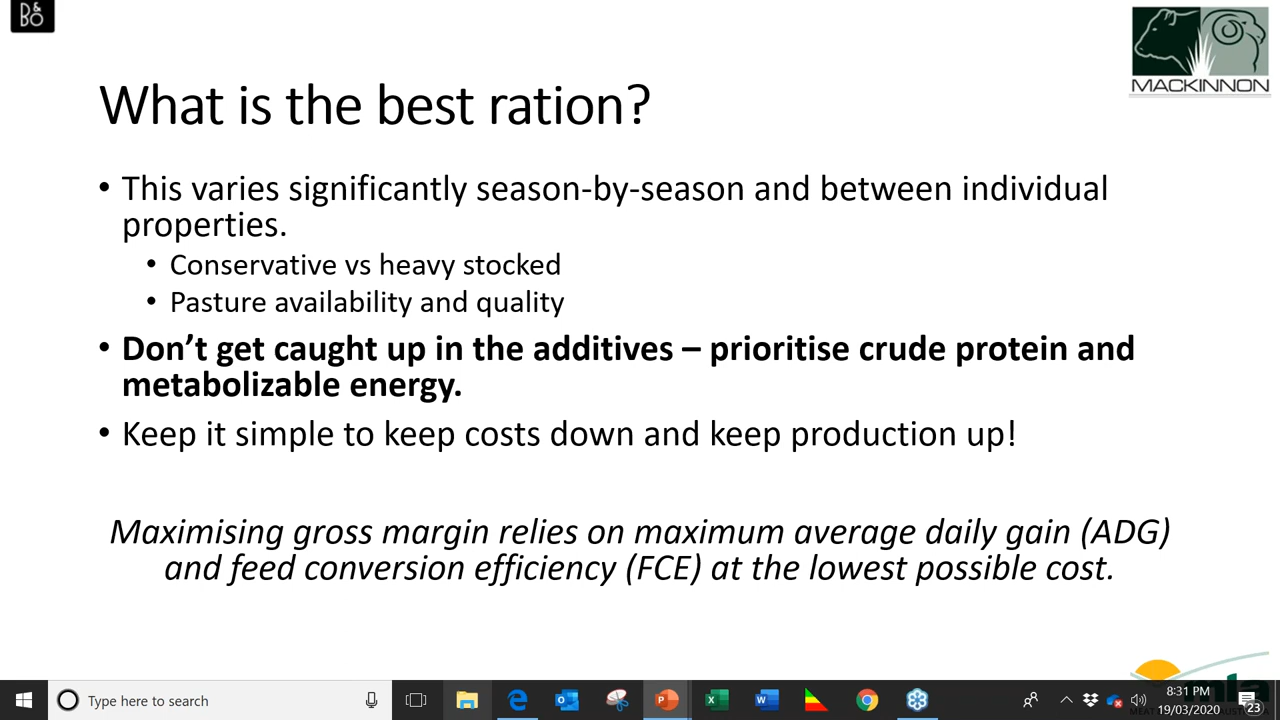 B&O
MACKINNON
What is the best ration?
• This varies significantly season-by-season and between individual
properties.
• Conservative vs heavy stocked
• Pasture availability and quality
• Don’t get caught up in the additives – prioritise crude protein and
metabolizable energy.
• Keep it simple to keep costs down and keep production up!
Maximising gross margin relies on maximum average daily gain (ADG)
and feed conversion efficiency (FCE) at the lowest possible cost.
mla
Type here to search
8:31 PM
19/03/2020
23